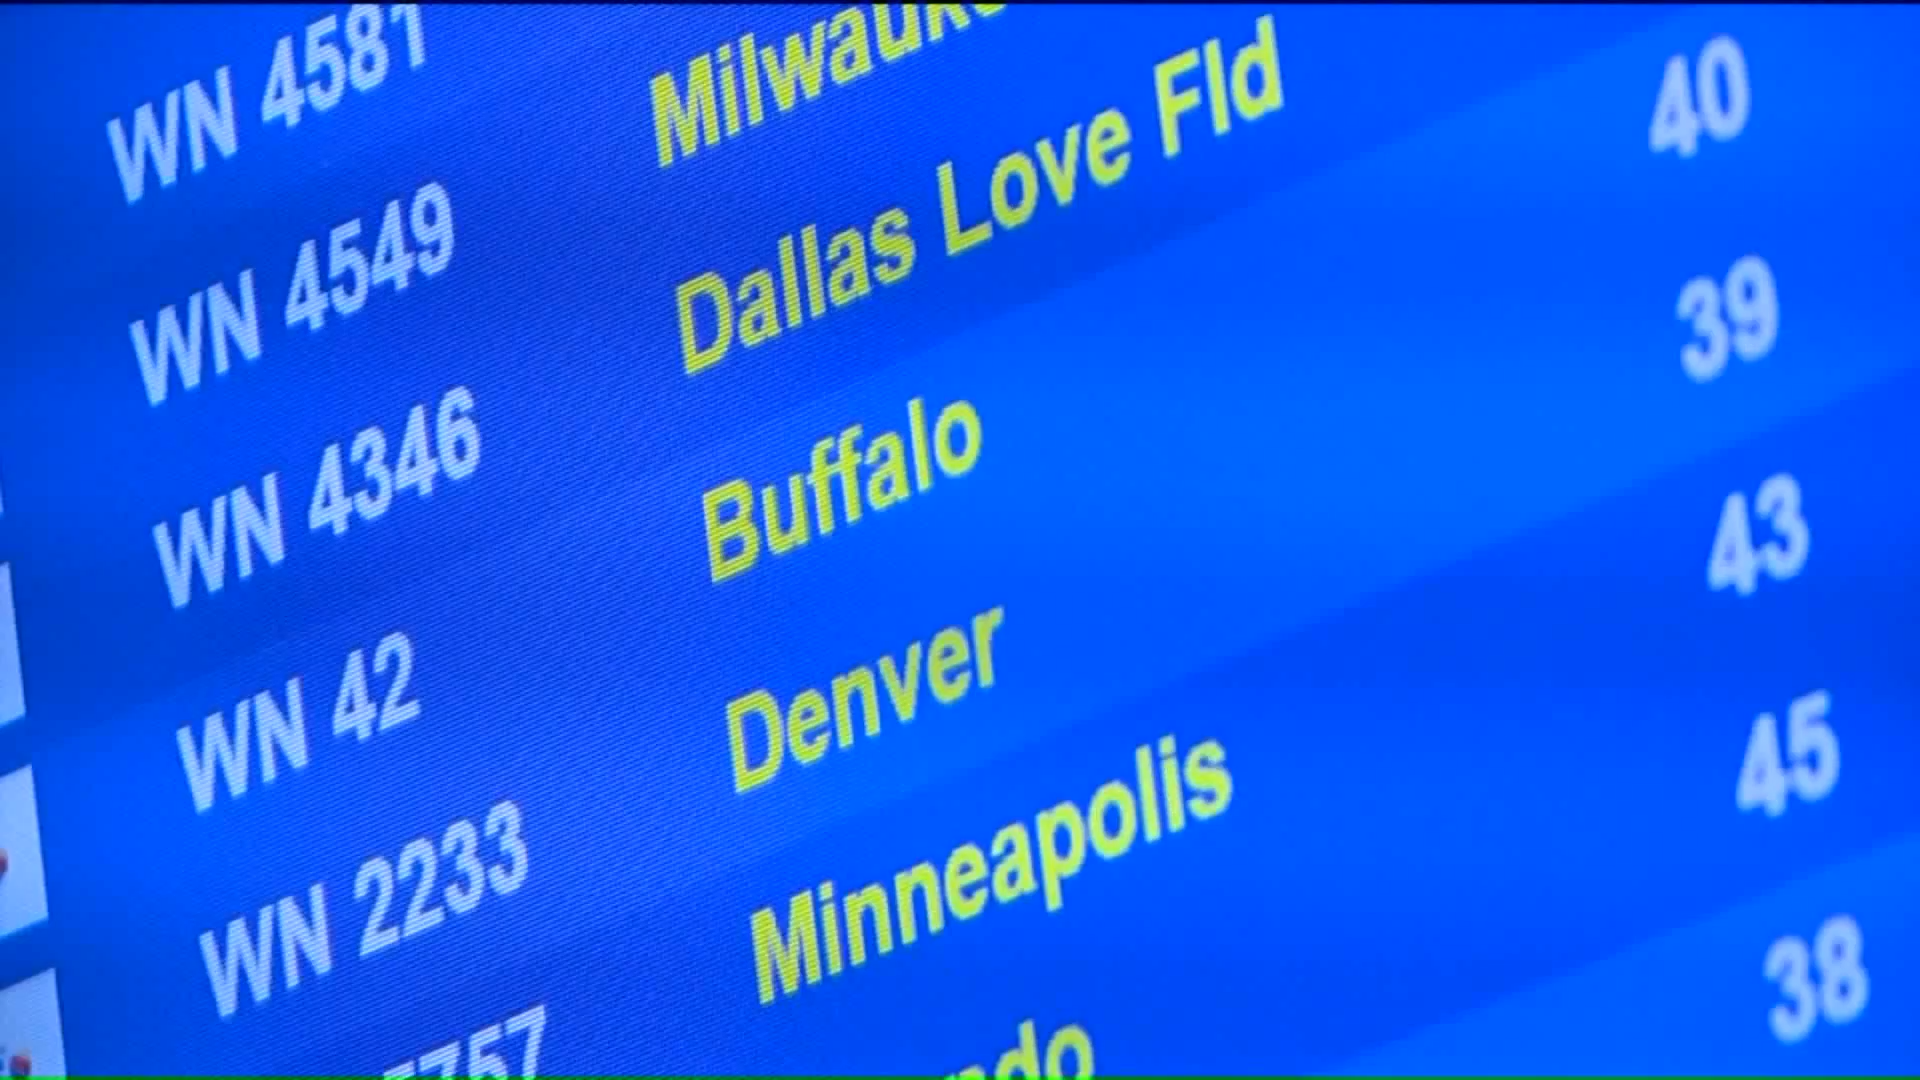 WN 4581
WN 4549
WN 4346 Dallas Love Fld
WN 42 Buffalo 40
WN 2233 Denver 39
757 Minneapolis 43
45
38